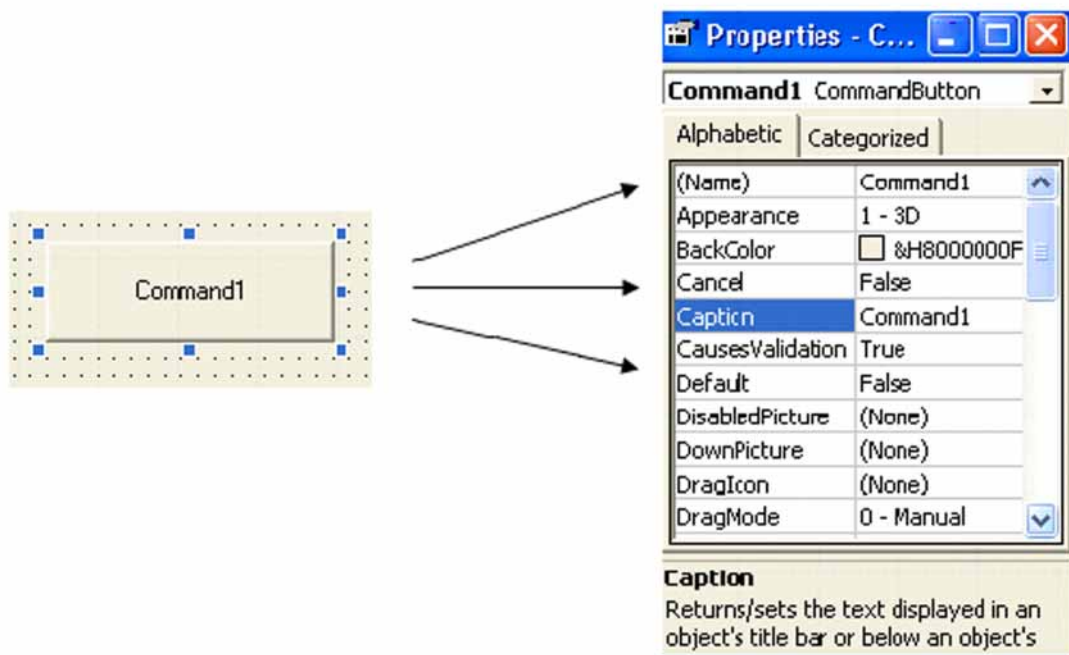 Command1
Properties - C...
Command1 CommandButton
Alphabetic Categorized
(Name) Command1
Appearance 1 - 3D
BackColor &H8000000F
Cancel False
Caption Command1
CausesValidation True
Default False
DisabledPicture (None)
DownPicture (None)
DragIcon (None)
DragMode 0 - Manual
Caption
Returns/sets the text displayed in an
object's title bar or below an object's